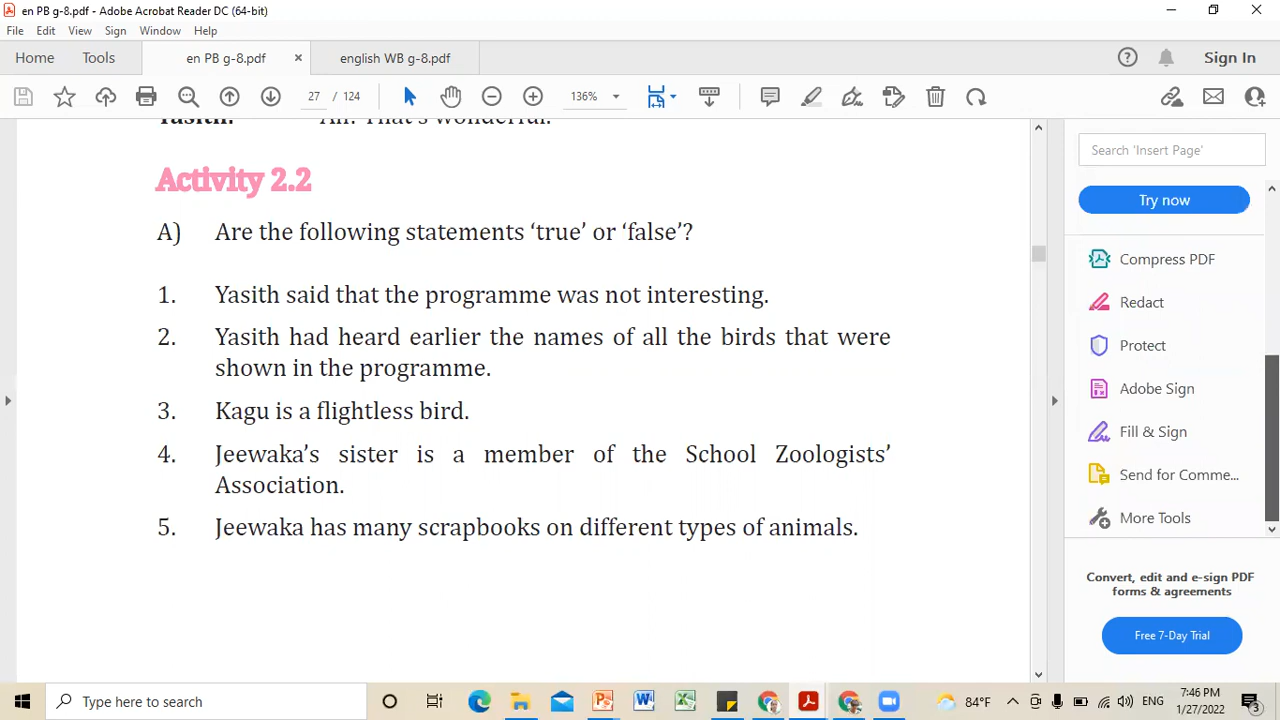 en PB g-8.pdf - Adobe Acrobat Reader DC (64-bit)
File Edit View Sign Window Help
Home Tools en PB g-8.pdf × english WB g-8.pdf Sign In
27 / 124 136%
Yasith: Ah! That's wonderful.
Activity 2.2
A) Are the following statements ‘true’ or ‘false’?
1. Yasith said that the programme was not interesting.
2. Yasith had heard earlier the names of all the birds that were
shown in the programme.
3. Kagu is a flightless bird.
4. Jeewaka’s sister is a member of the School Zoologists’
Association.
5. Jeewaka has many scrapbooks on different types of animals.
Search 'Insert Page'
Try now
Compress PDF
Redact
Protect
Adobe Sign
Fill & Sign
Send for Comme...
More Tools
Convert, edit and e-sign PDF
forms & agreements
Free 7-Day Trial
Type here to search
84°F
ENG
7:46 PM
1/27/2022
3